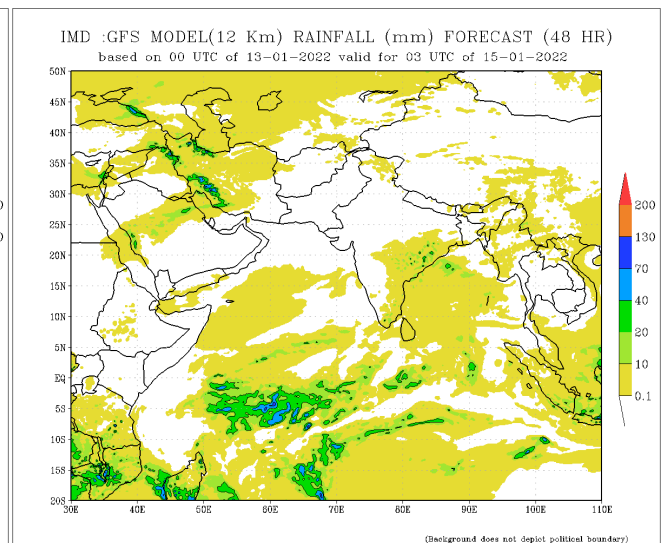 IMD :GFS MODEL(12 Km) RAINFALL (mm) FORECAST (48 HR)
based on 00 UTC of 13-01-2022 valid for 03 UTC of 15-01-2022
50N
45N
40N
35N
30N
25N
20N
15N
10N
5N
EQ
5S
10S
15S
20S
30E
40E
50E
60E
70E
80E
90E
100E
110E
200
130
70
40
20
10
0.1
(Background does not depict political boundary)